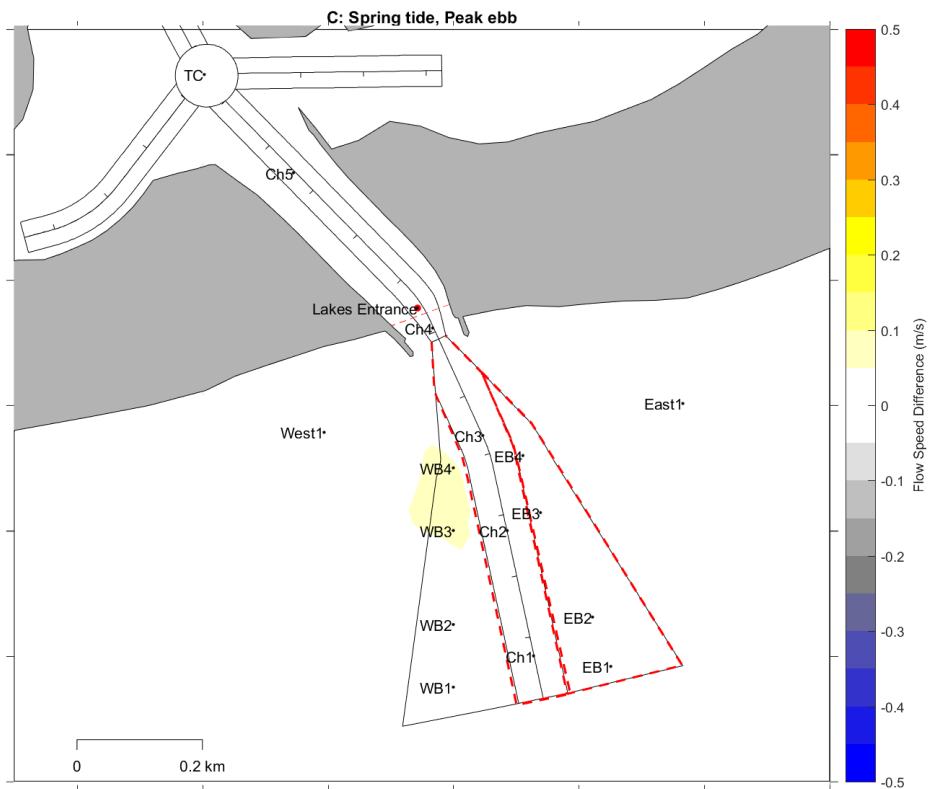 C: Spring tide, Peak ebb
TC
Ch5
Lakes Entrance
Ch4
East1
West1
Ch3
EB4
WB4
EB3
WB3
Ch2
EB2
WB2
Ch1
EB1
WB1
0
0.2 km
0.5
0.4
0.3
0.2
0.1
0
-0.1
-0.2
-0.3
-0.4
-0.5
Flow Speed Difference (m/s)